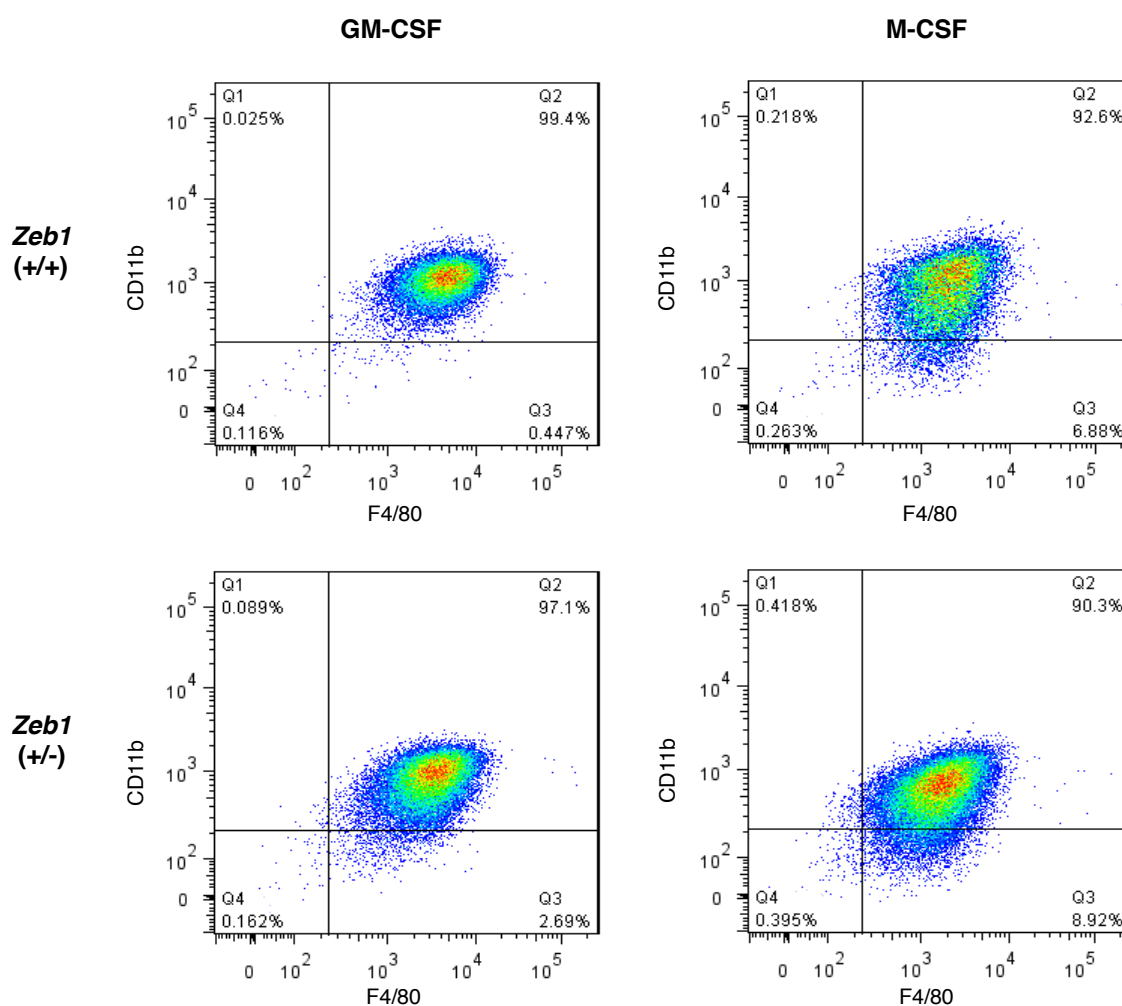 GM-CSF
M-CSF
Zeb1
(+/+)
Q1
0.025%
Q2
99.4%
Q4
0.116%
Q3
0.447%
10^5
10^4
10^3
10^2
0
CD11b
0 10^2 10^3 10^4 10^5
F4/80
Q1
0.218%
Q2
92.6%
Q4
0.263%
Q3
6.88%
10^5
10^4
10^3
10^2
0
CD11b
0 10^2 10^3 10^4 10^5
F4/80
Zeb1
(+/-)
Q1
0.089%
Q2
97.1%
Q4
0.162%
Q3
2.69%
10^5
10^4
10^3
10^2
0
CD11b
0 10^2 10^3 10^4 10^5
F4/80
Q1
0.418%
Q2
90.3%
Q4
0.395%
Q3
8.92%
10^5
10^4
10^3
10^2
0
CD11b
0 10^2 10^3 10^4 10^5
F4/80